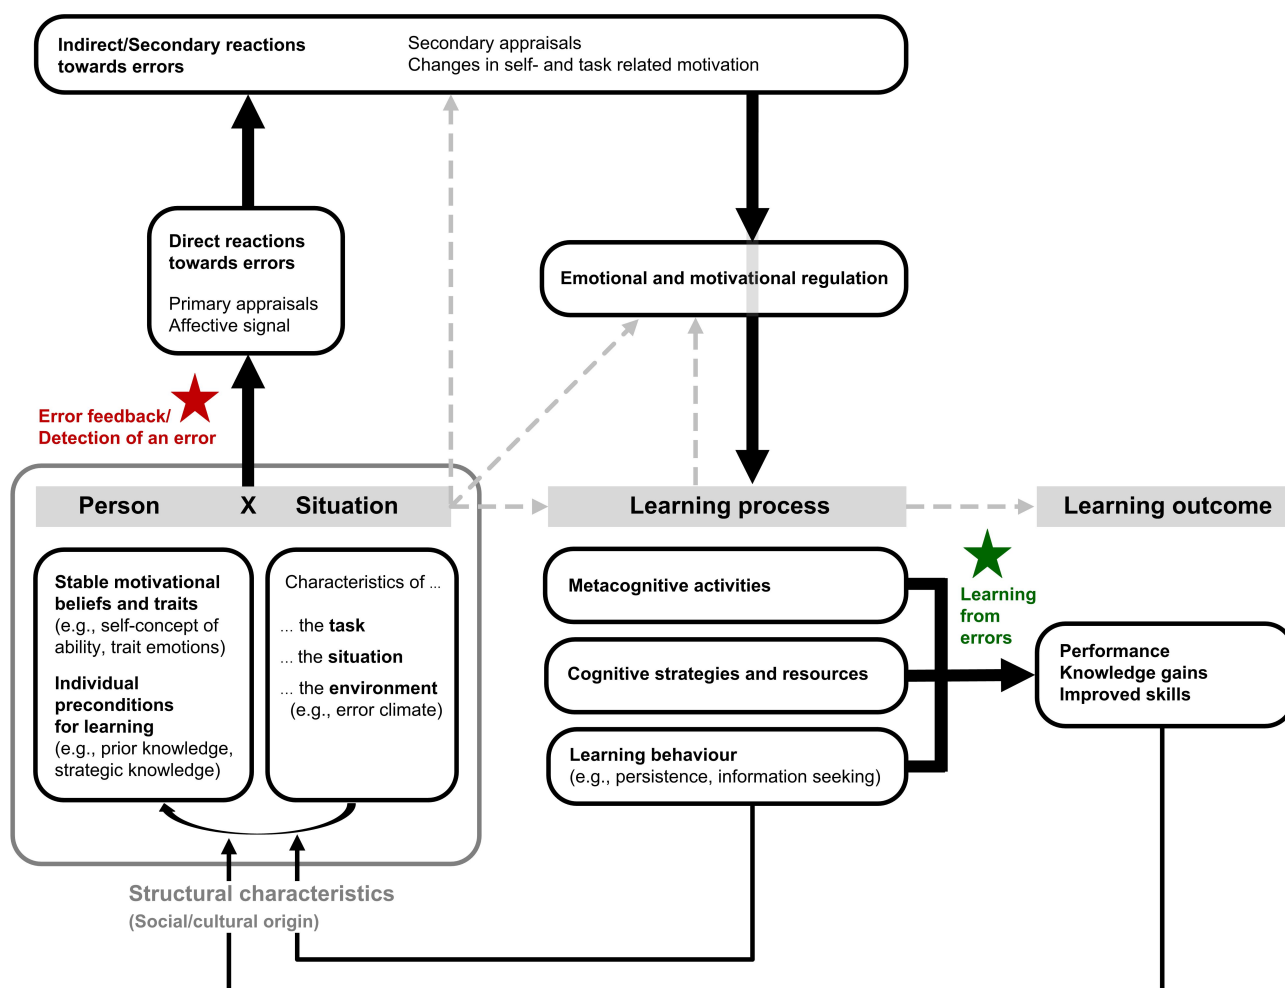 Indirect/Secondary reactions
towards errors
Secondary appraisals
Changes in self- and task related motivation
Direct reactions
towards errors
Primary appraisals
Affective signal
Emotional and motivational regulation
Error feedback/
Detection of an error
Person X Situation
Learning process
Learning outcome
Stable motivational
beliefs and traits
(e.g., self-concept of
ability, trait emotions)
Individual
preconditions
for learning
(e.g., prior knowledge,
strategic knowledge)
Characteristics of ...
... the task
... the situation
... the environment
(e.g., error climate)
Metacognitive activities
Cognitive strategies and resources
Learning behaviour
(e.g., persistence, information seeking)
Learning
from
errors
Performance
Knowledge gains
Improved skills
Structural characteristics
(Social/cultural origin)